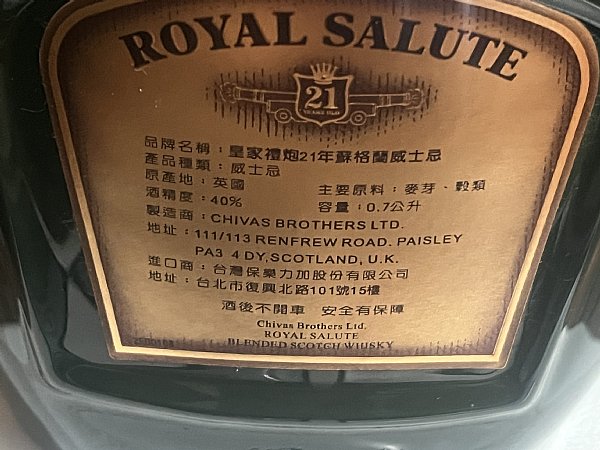 ROYAL SALUTE
21
YEARS OLD
品牌名稱：皇家禮炮21年蘇格蘭威士忌
產品種類：威士忌
原產地：英國 主要原料：麥芽、穀類
酒精度：40% 容量：0.7公升
製造商：CHIVAS BROTHERS LTD.
地址：111/113 RENFREW ROAD. PAISLEY
PA3 4 DY,SCOTLAND, U.K.
進口商：台灣保樂力加股份有限公司
地址：台北市復興北路101號15樓
酒後不開車 安全有保障
Chivas Brothers Ltd.
ROYAL SALUTE
BLENDED SCOTCH WHISKY